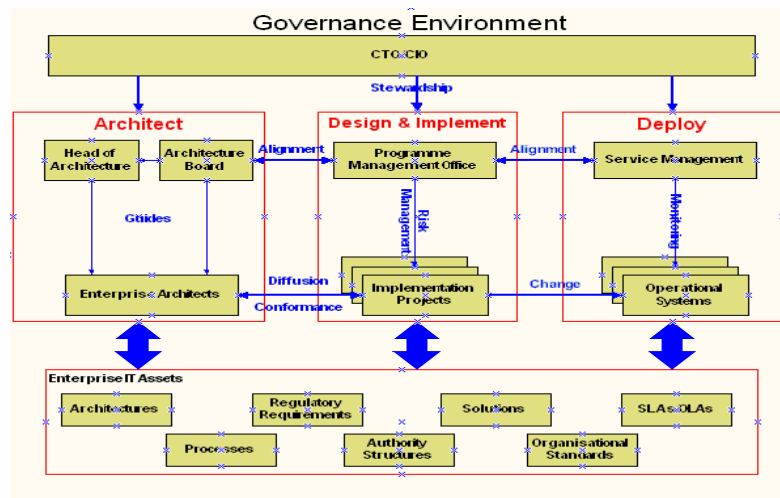 Governance Environment
CTO/CIO
Stewardship
Architect
Design & Implement
Deploy
Head of
Architecture
Architecture
Board
Alignment
Programme
Management Office
Alignment
Service Management
Guides
Risk
Management
Monitoring
Enterprise Architects
Diffusion
Conformance
Implementation
Projects
Change
Operational
Systems
Enterprise IT Assets
Architectures
Regulatory
Requirements
Solutions
SLAs/OLAs
Processes
Authority
Structures
Organisational
Standards